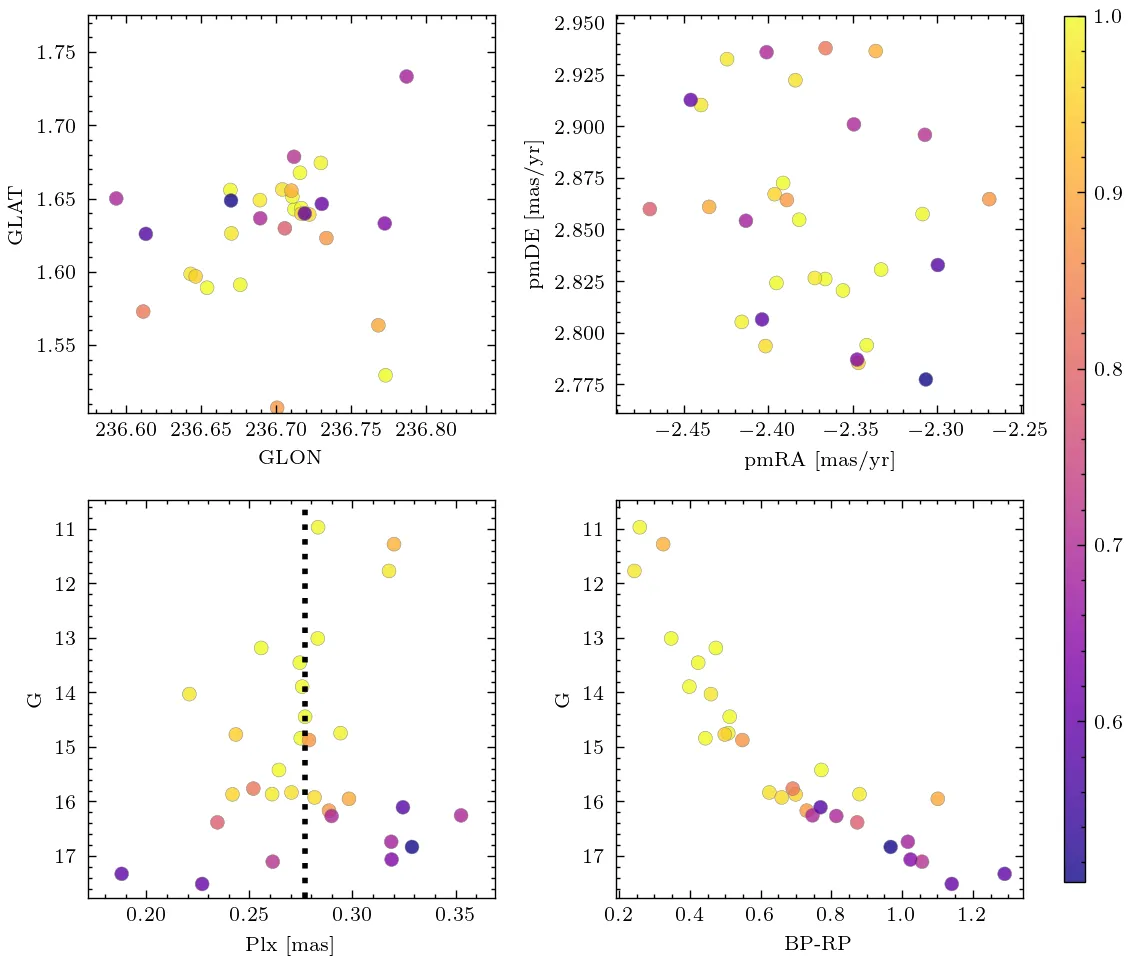 1.75
1.70
1.65
1.60
1.55
GLAT
236.60 236.65 236.70 236.75 236.80
GLON
2.950
2.925
2.900
2.875
2.850
2.825
2.800
2.775
pmDE [mas/yr]
−2.45 −2.40 −2.35 −2.30 −2.25
pmRA [mas/yr]
1.0
0.9
0.8
0.7
0.6
11
12
13
14
15
16
17
G
0.20 0.25 0.30 0.35
Plx [mas]
11
12
13
14
15
16
17
G
0.2 0.4 0.6 0.8 1.0 1.2
BP-RP